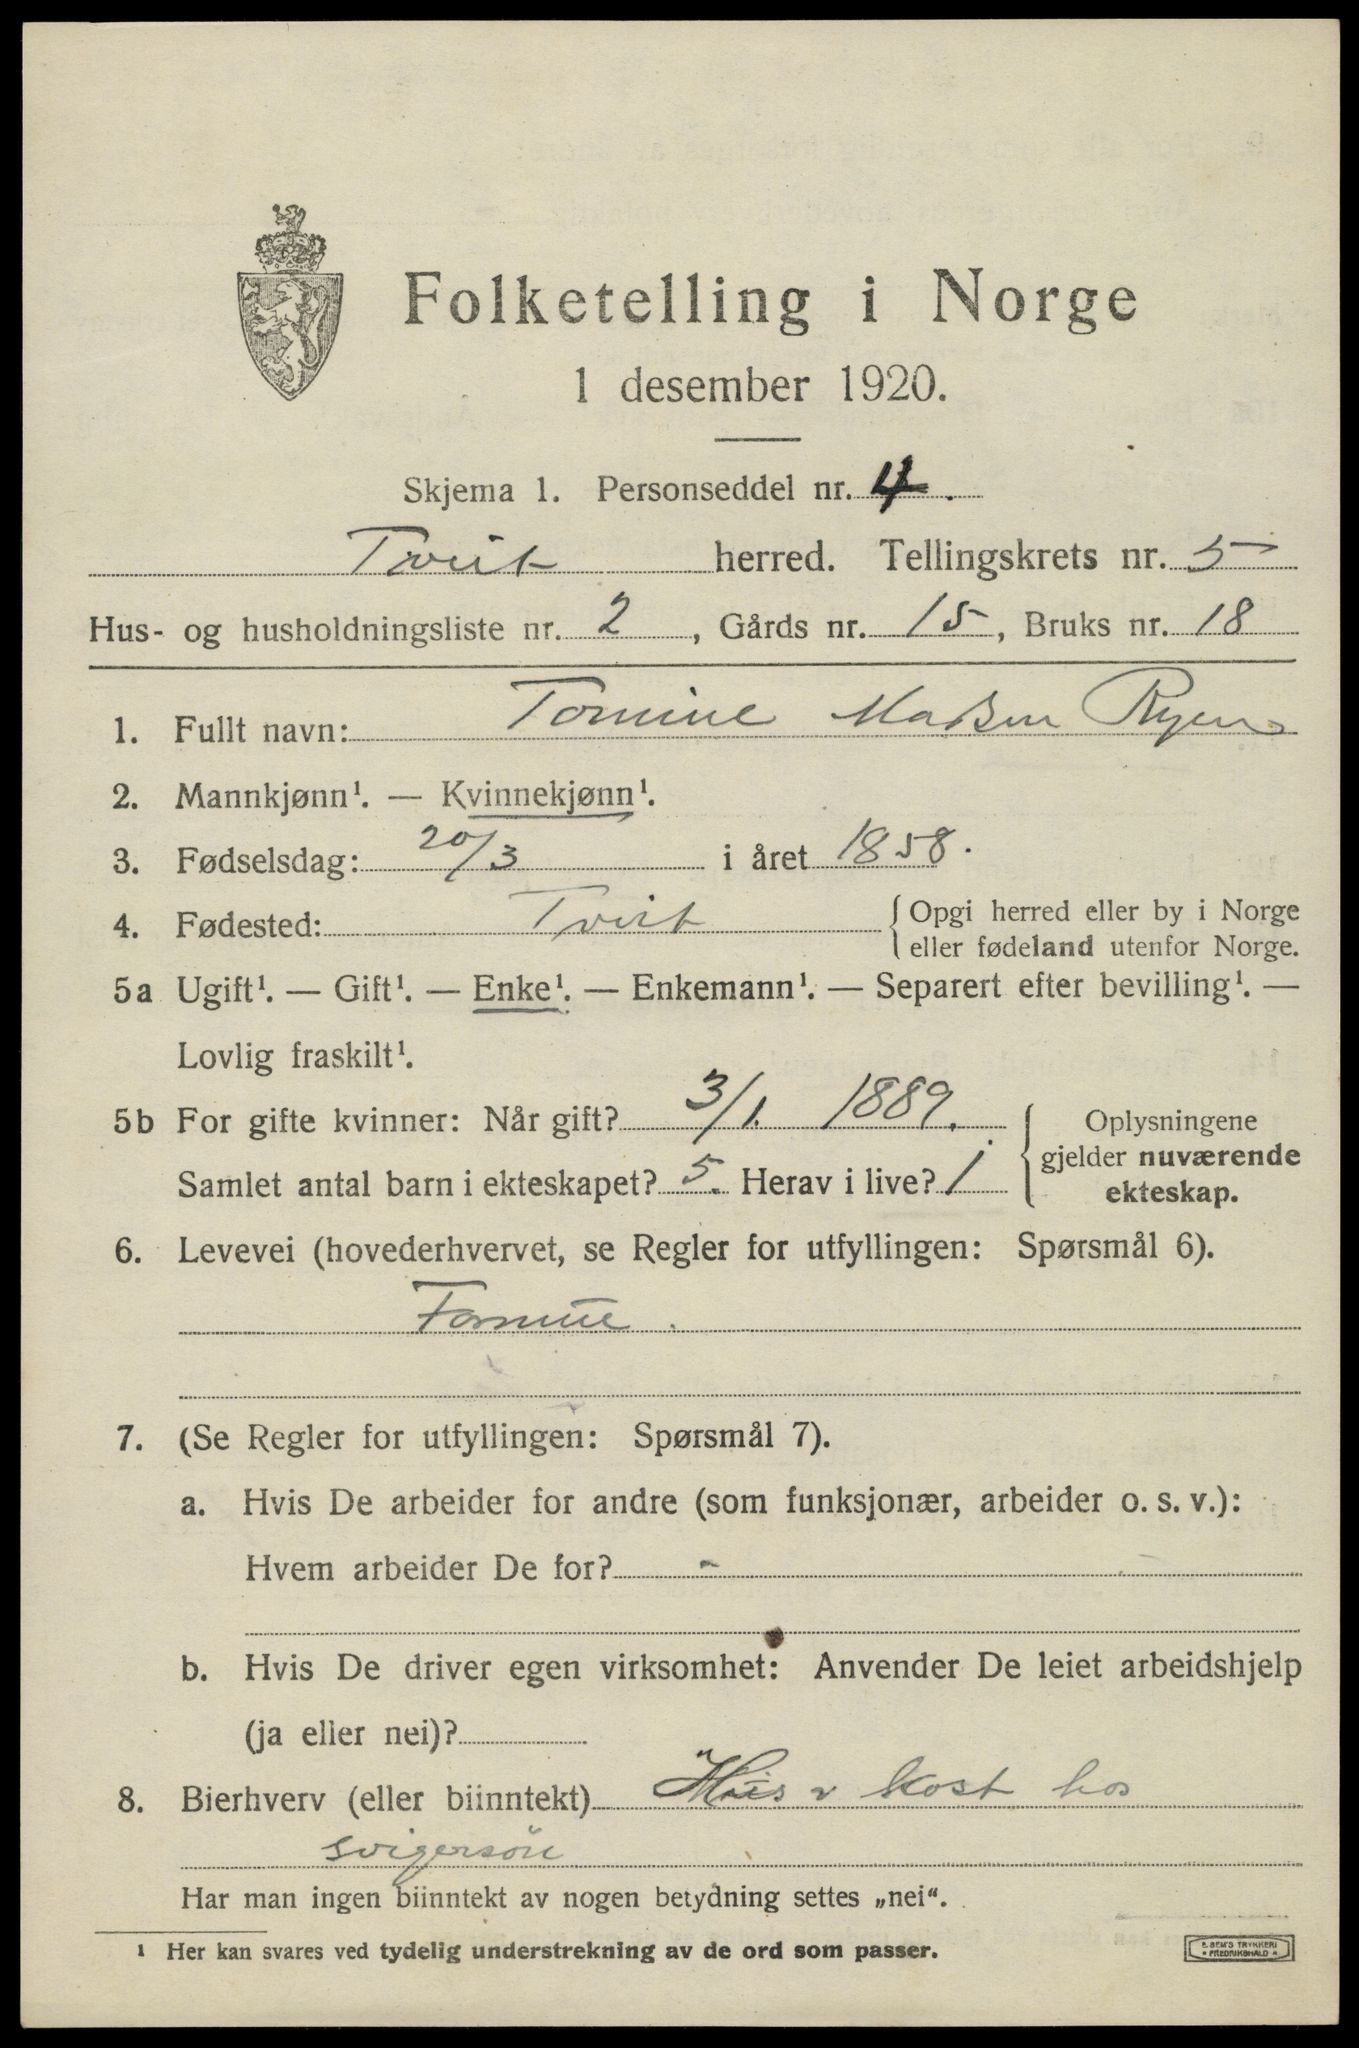 Folketelling i Norge
1 desember 1920.
Skjema 1. Personseddel nr. 4.
Tveit herred. Tellingskrets nr. 5
Hus- og husholdningsliste nr. 2, Gårds nr. 15, Bruks nr. 18
1. Fullt navn: Tomine Madsen Ryen
2. Mannkjønn¹. — Kvinnekjønn¹.
3. Fødselsdag: 20/3 i året 1858.
4. Fødested: Tveit {Opgi herred eller by i Norge
eller fødeland utenfor Norge.
5a Ugift¹. — Gift¹. — Enke¹. — Enkemann¹. — Separert efter bevilling¹. —
Lovlig fraskilt¹.
5b For gifte kvinner: Når gift? 3/1. 1889.
Samlet antal barn i ekteskapet? 5. Herav i live? 1
{Oplysningene
gjelder nuværende
ekteskap.
6. Levevei (hovederhvervet, se Regler for utfyllingen: Spørsmål 6).
7. (Se Regler for utfyllingen: Spørsmål 7).
a. Hvis De arbeider for andre (som funksjonær, arbeider o. s. v.):
Hvem arbeider De for? -
b. Hvis De driver egen virksomhet: Anvender De leiet arbeidshjelp
(ja eller nei)?
8. Bierhverv (eller biinntekt) Hus & kost hos
svigersön
Har man ingen biinntekt av nogen betydning settes „nei“.
¹ Her kan svares ved tydelig understrekning av de ord som passer.
E. SEM'S TRYKKERI
* FREDRIKSHALD *